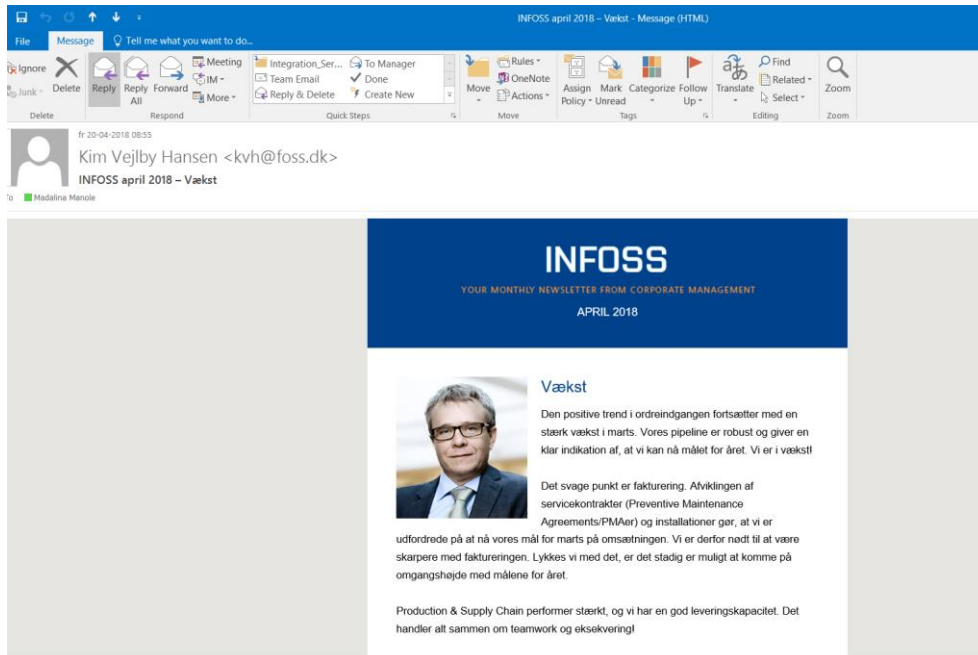 INFOSS april 2018 – Vækst - Message (HTML)
File Message Tell me what you want to do...
Ignore
Junk
Delete
Reply
Reply All
Forward
Meeting
IM
More
Integration_Ser...
Team Email
Reply & Delete
To Manager
Done
Create New
Move
Rules
OneNote
Actions
Assign Policy
Mark Unread
Categorize
Follow Up
Translate
Find
Related
Select
Zoom
Delete Respond Quick Steps Move Tags Editing Zoom
fr 20-04-2018 08:55
Kim Vejlby Hansen <kvh@foss.dk>
INFOSS april 2018 – Vækst
Madalina Manole
INFOSS
YOUR MONTHLY NEWSLETTER FROM CORPORATE MANAGEMENT
APRIL 2018
Vækst
Den positive trend i ordreindgangen fortsætter med en
stærk vækst i marts. Vores pipeline er robust og giver en
klar indikation af, at vi kan nå målet for året. Vi er i vækst!
Det svage punkt er fakturering. Afviklingen af
servicekontrakter (Preventive Maintenance
Agreements/PMAer) og installationer gør, at vi er
udfordrede på at nå vores mål for marts på omsætningen. Vi er derfor nødt til at være
skarpere med faktureringen. Lykkes vi med det, er det stadig er muligt at komme på
omgangshøjde med målene for året.
Production & Supply Chain performer stærkt, og vi har en god leveringskapacitet. Det
handler alt sammen om teamwork og eksekvering!